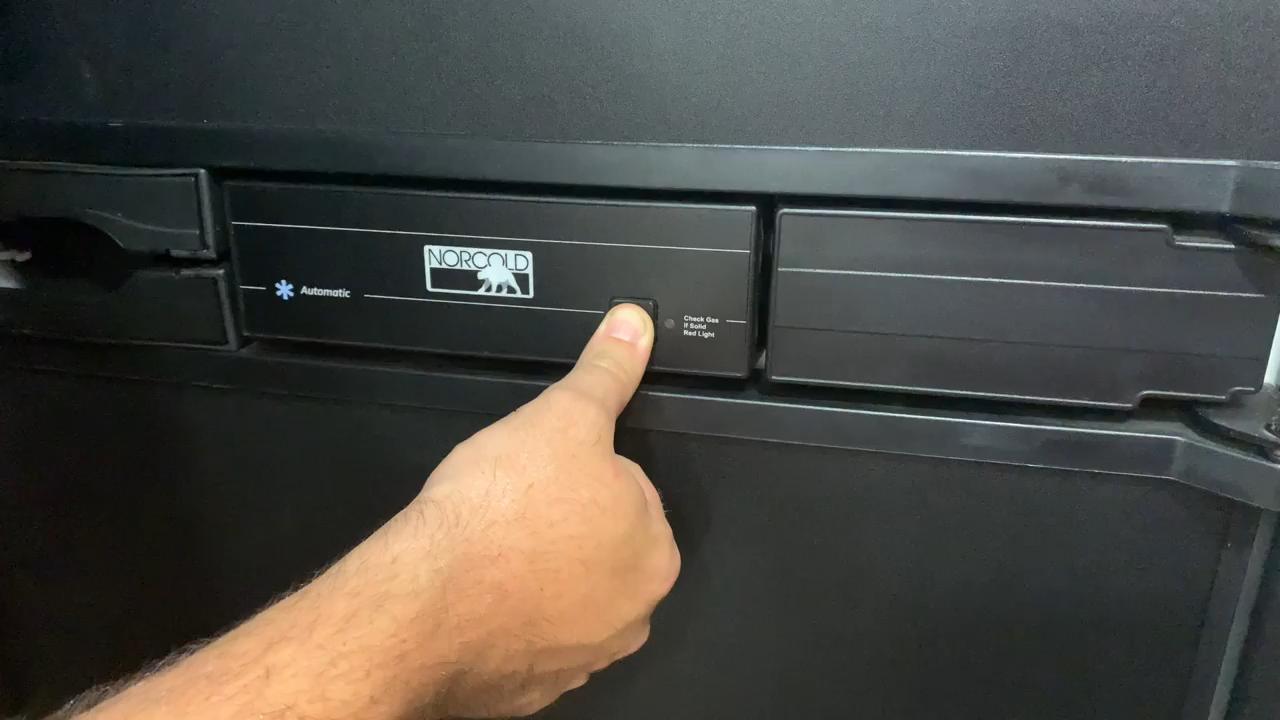 NORCOLD
Automatic
Check Gas
If Solid
Red Light